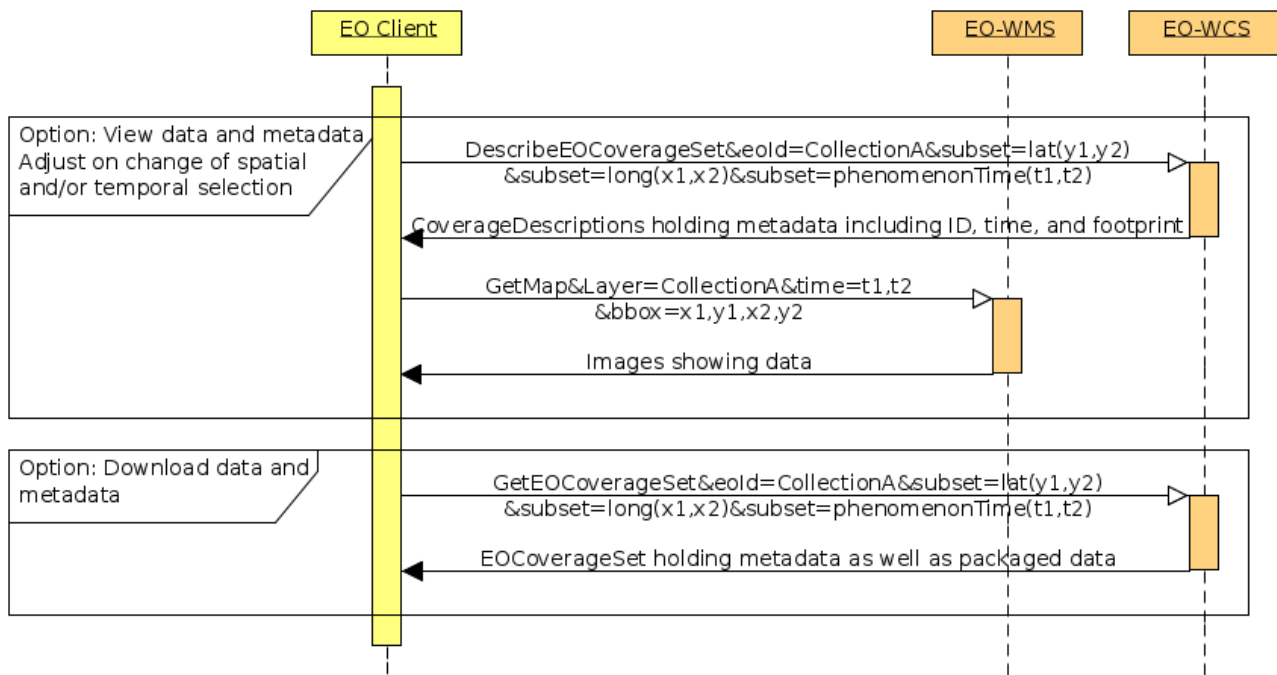 EO Client
EO-WMS
EO-WCS
Option: View data and metadata
Adjust on change of spatial
and/or temporal selection
DescribeEOCoverageSet&eoId=CollectionA&subset=lat(y1,y2)
&subset=long(x1,x2)&subset=phenomenonTime(t1,t2)
CoverageDescriptions holding metadata including ID, time, and footprint
GetMap&Layer=CollectionA&time=t1,t2
&bbox=x1,y1,x2,y2
Images showing data
Option: Download data and
metadata
GetEOCoverageSet&eoId=CollectionA&subset=lat(y1,y2)
&subset=long(x1,x2)&subset=phenomenonTime(t1,t2)
EOCoverageSet holding metadata as well as packaged data